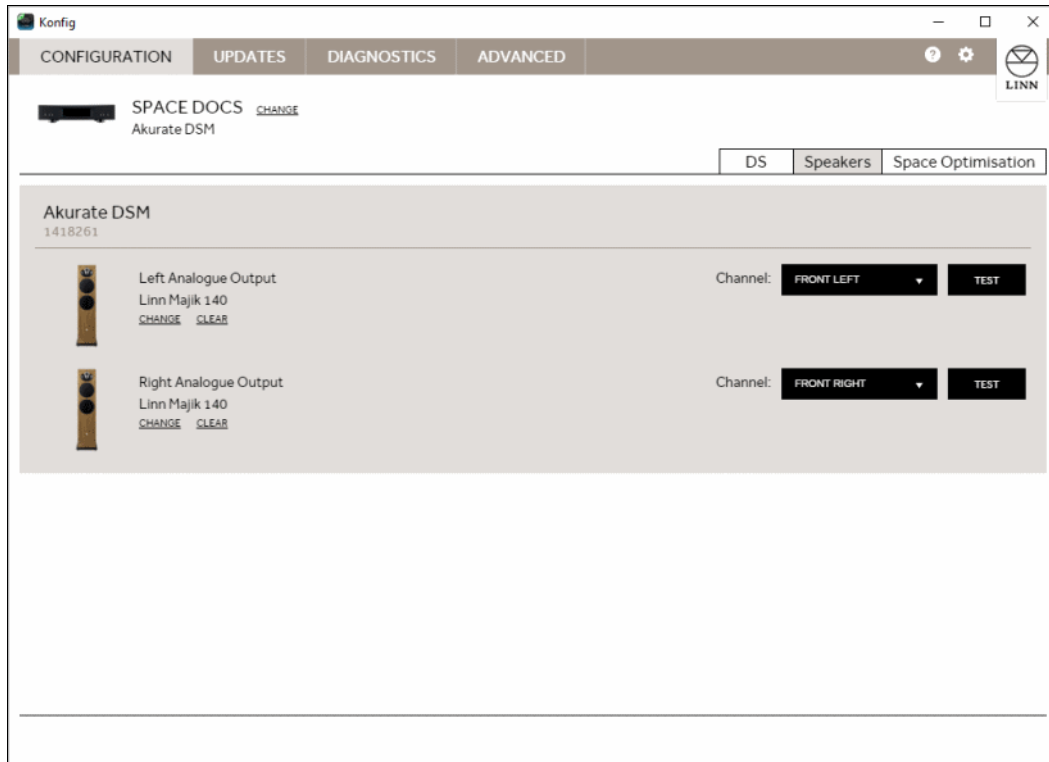 Konfig
CONFIGURATION UPDATES DIAGNOSTICS ADVANCED ?
LINN
SPACE DOCS CHANGE
Akurate DSM
DS Speakers Space Optimisation
Akurate DSM
1418261
Left Analogue Output Channel: FRONT LEFT TEST
Linn Majik 140
CHANGE CLEAR
Right Analogue Output Channel: FRONT RIGHT TEST
Linn Majik 140
CHANGE CLEAR